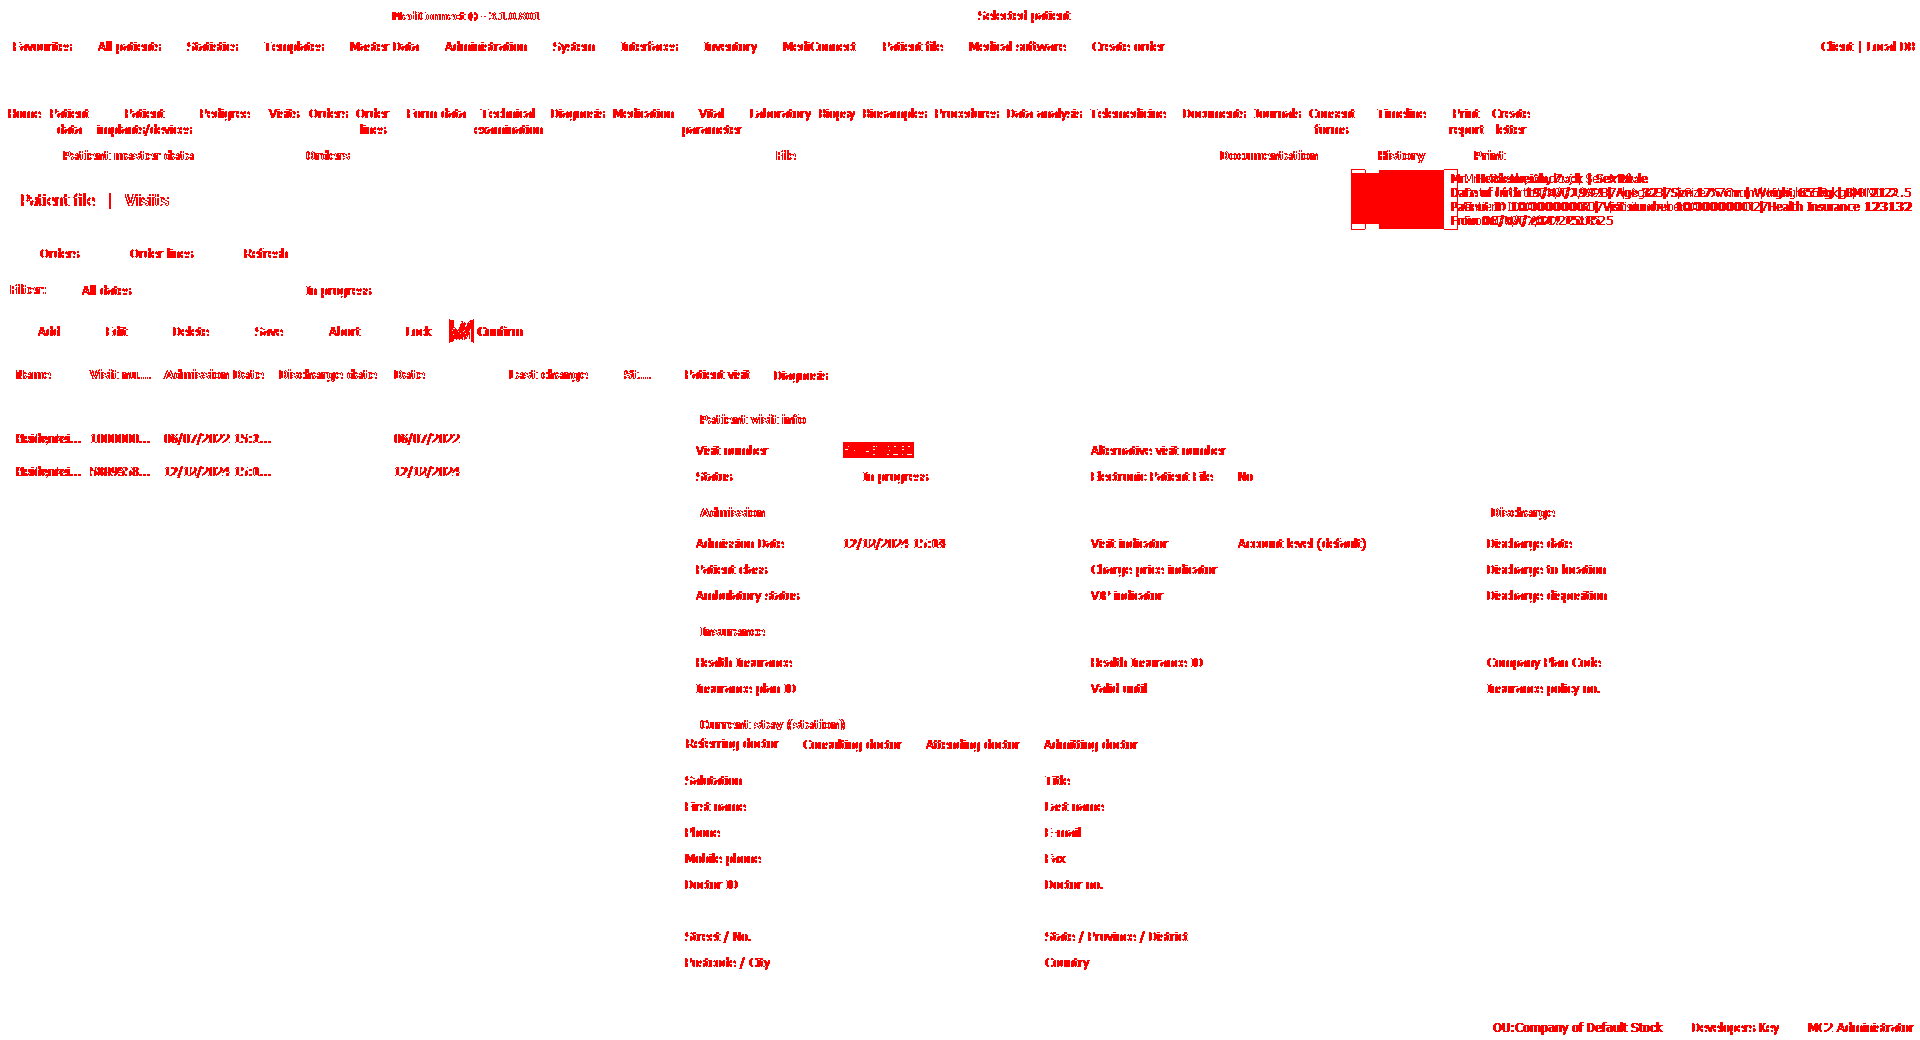 Selected patient
Favourites All patients Statistics Templates Master Data Administration System Interfaces Inventory MediConnect Patient file Medical software Create order Client | Local DB
Home Patient data Patient implants/devices Pedigree Visits Orders Order lines Form data Technical examination Diagnosis Medication Vital parameter Laboratory Biopsy Biosamples Procedures Data analysis Telemedicine Documents Journals Consent forms Timeline Print report Create letter
Patient master data Orders File Documentation History Print
Patient file | Visits
Orders Order lines Refresh
Filter: All dates In progress
Add Edit Delete Save Abort Lock Confirm
Name Visit nu.... Admission Date Discharge date Date Last change St....
Patient visit Diagnosis
Patient visit info
06/07/2022
12/12/2024
Visit number Alternative visit number
Status In progress Electronic Patient File No
Admission Discharge
Admission Date 12/12/2024 Visit indicator Account level (default) Discharge date
Patient class Charge price indicator Discharge to location
Ambulatory status VIP indicator Discharge disposition
Insurance
Health Insurance Health Insurance ID Company Plan Code
Insurance plan ID Valid until Insurance policy no.
Current stay (station)
Referring doctor Consulting doctor Attending doctor Admitting doctor
Salutation Title
First name Last name
Phone E-mail
Mobile phone Fax
Doctor ID Doctor no.
Street / No. State / Province / District
Postcode / City Country
OU:Company of Default Stock Developers Key MC2 Administrator